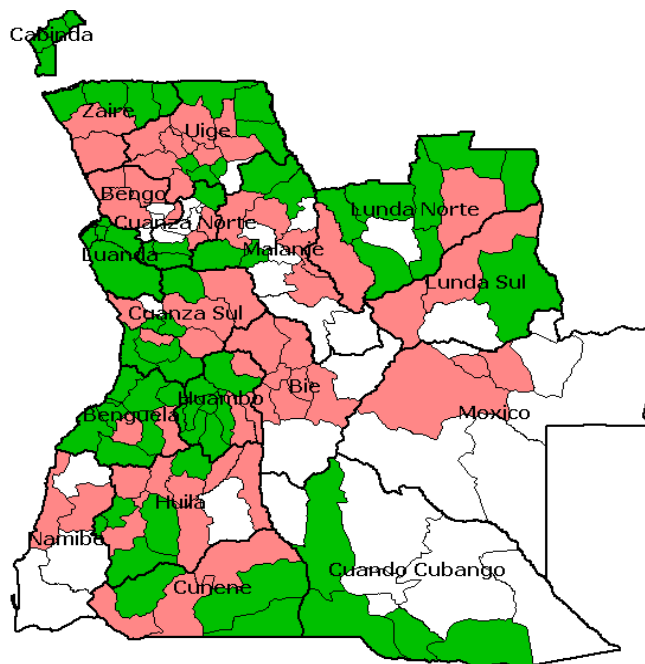 Cabinda
Zaire
Uige
Bengo
Cuanza Norte
Lunda Norte
Luanda
Malanje
Lunda Sul
Cuanza Sul
Bie
Huambo
Benguela
Moxico
Huila
Namibe
Cuando Cubango
Cunene